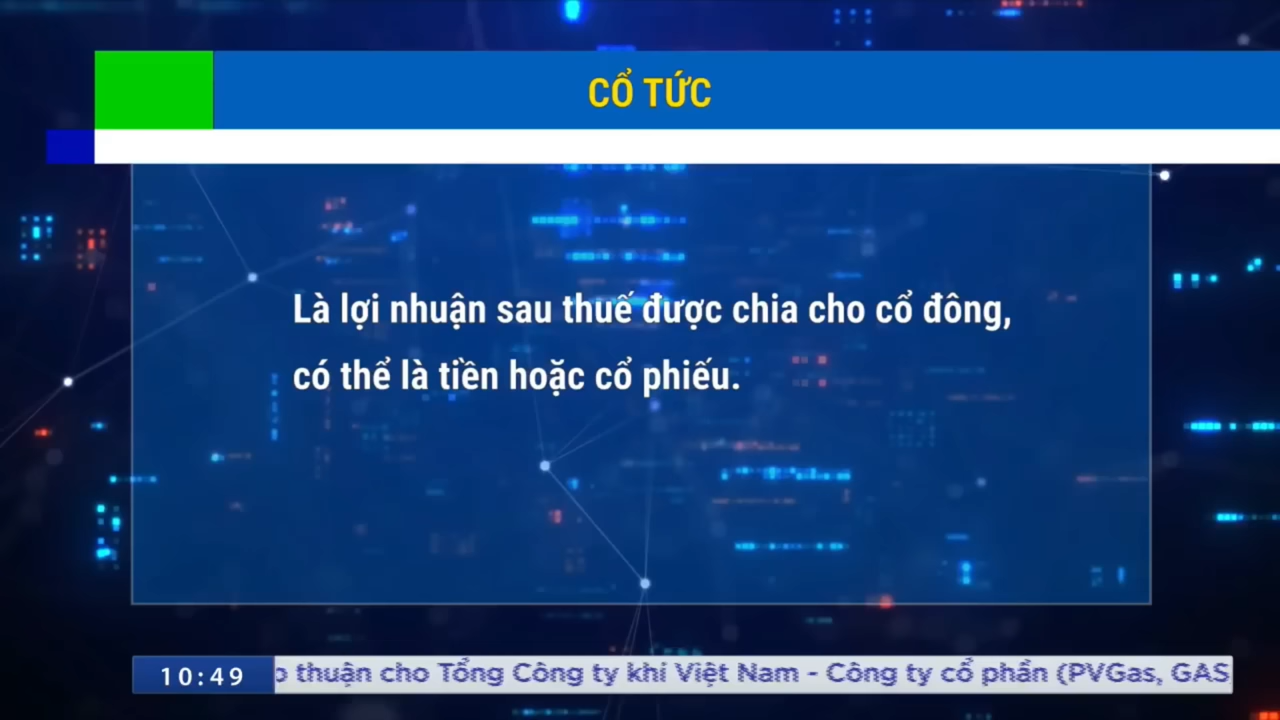 CỔ TỨC
Là lợi nhuận sau thuế được chia cho cổ đông,
có thể là tiền hoặc cổ phiếu.
10:49
thuận cho Tổng Công ty khí Việt Nam - Công ty cổ phần (PVGas, GAS